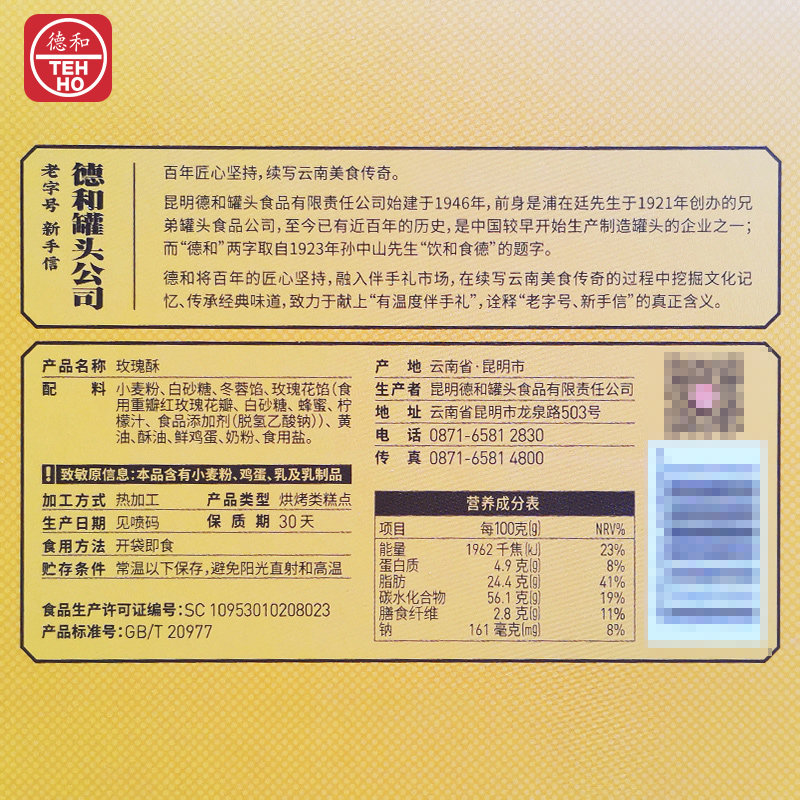 德和
TEH
HO
德和罐头公司
老字号 新手信
百年匠心坚持,续写云南美食传奇。
昆明德和罐头食品有限责任公司始建于1946年,前身是浦在廷先生于1921年创办的兄
弟罐头食品公司,至今已有近百年的历史,是中国较早开始生产制造罐头的企业之一;
而“德和”两字取自1923年孙中山先生“饮和食德”的题字。
德和将百年的匠心坚持,融入伴手礼市场,在续写云南美食传奇的过程中挖掘文化记
忆、传承经典味道,致力于献上“有温度伴手礼”,诠释“老字号、新手信”的真正含义。
产品名称 玫瑰酥
配 料 小麦粉、白砂糖、冬蓉馅、玫瑰花馅(食
用重瓣红玫瑰花瓣、白砂糖、蜂蜜、柠
檬汁、食品添加剂(脱氢乙酸钠))、黄
油、酥油、鲜鸡蛋、奶粉、食用盐。
! 致敏原信息:本品含有小麦粉、鸡蛋、乳及乳制品
加工方式 热加工 产品类型 烘烤类糕点
生产日期 见喷码 保质期 30天
食用方法 开袋即食
贮存条件 常温以下保存,避免阳光直射和高温
食品生产许可证编号:SC 10953010208023
产品标准号:GB/T 20977
产 地 云南省·昆明市
生产者 昆明德和罐头食品有限责任公司
地 址 云南省昆明市龙泉路503号
电 话 0871-6581 2830
传 真 0871-6581 4800
营养成分表
项目 每100克(g) NRV%
能量 1962 千焦(kJ) 23%
蛋白质 4.9 克(g) 8%
脂肪 24.4 克(g) 41%
碳水化合物 56.1 克(g) 19%
膳食纤维 2.8 克(g) 11%
钠 161 毫克(mg) 8%